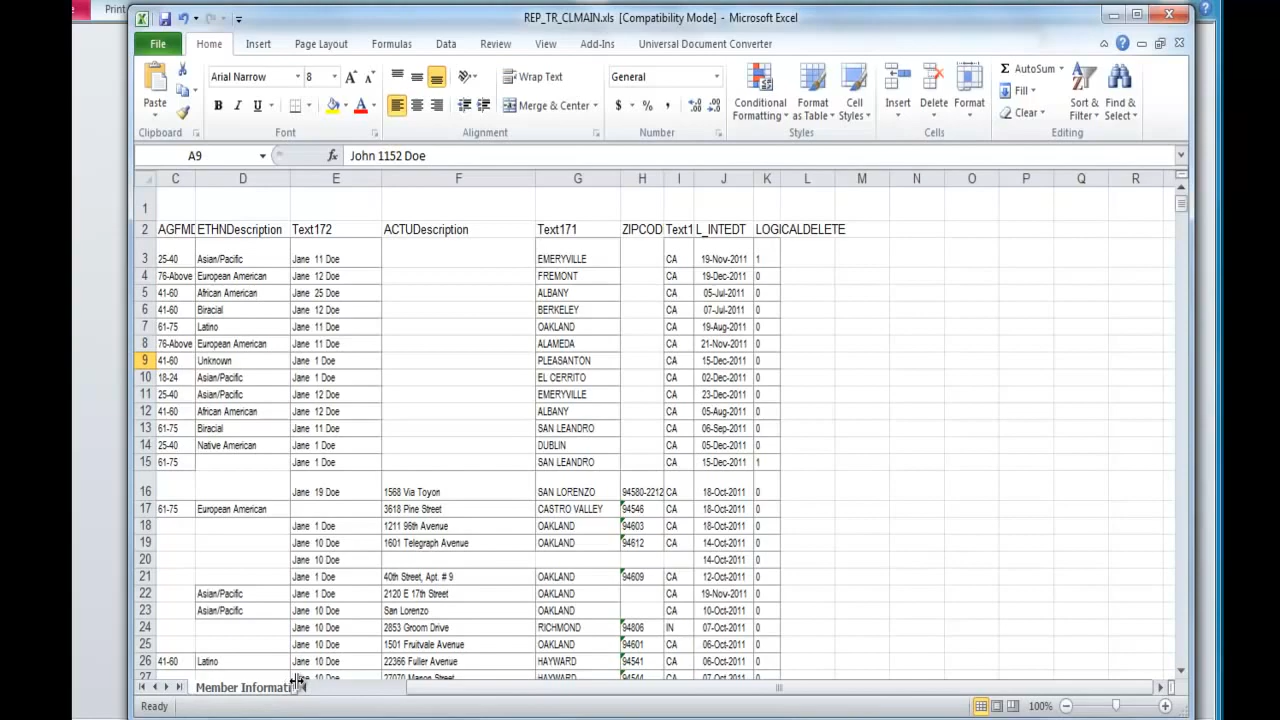 Print
REP_TR_CLMAIN.xls [Compatibility Mode] - Microsoft Excel
File Home Insert Page Layout Formulas Data Review View Add-Ins Universal Document Converter
Paste Arial Narrow 8 Wrap Text General Conditional Formatting Format as Table Cell Styles Insert Delete Format AutoSum Sort & Filter Find & Select
B I U Merge & Center $ % , Fill
Clear
Clipboard Font Alignment Number Styles Cells Editing
A9 fx John 1152 Doe
C D E F G H I J K L M N O P Q R
1
2 AGFMD ETHNDescription Text172 ACTUDescription Text171 ZIPCOD Text1 L_INTEDT LOGICALDELETE
3 25-40 Asian/Pacific Jane 11 Doe EMERYVILLE CA 19-Nov-2011 1
4 76-Above European American Jane 12 Doe FREMONT CA 19-Dec-2011 0
5 41-60 African American Jane 25 Doe ALBANY CA 05-Jul-2011 0
6 41-60 Biracial Jane 12 Doe BERKELEY CA 07-Jul-2011 0
7 61-75 Latino Jane 11 Doe OAKLAND CA 19-Aug-2011 0
8 76-Above European American Jane 11 Doe ALAMEDA CA 21-Nov-2011 0
9 41-60 Unknown Jane 1 Doe PLEASANTON CA 15-Dec-2011 0
10 18-24 Asian/Pacific Jane 1 Doe EL CERRITO CA 02-Dec-2011 0
11 25-40 Asian/Pacific Jane 12 Doe EMERYVILLE CA 23-Dec-2011 0
12 41-60 African American Jane 12 Doe ALBANY CA 05-Aug-2011 0
13 61-75 Biracial Jane 11 Doe SAN LEANDRO CA 06-Sep-2011 0
14 25-40 Native American Jane 1 Doe DUBLIN CA 05-Dec-2011 0
15 61-75 Jane 1 Doe SAN LEANDRO CA 15-Dec-2011 1
16 Jane 19 Doe 1568 Via Toyon SAN LORENZO 94580-2212 CA 18-Oct-2011 0
17 61-75 European American 3618 Pine Street CASTRO VALLEY 94546 CA 18-Oct-2011 0
18 Jane 1 Doe 1211 96th Avenue OAKLAND 94603 CA 18-Oct-2011 0
19 Jane 10 Doe 1601 Telegraph Avenue OAKLAND 94612 CA 14-Oct-2011 0
20 Jane 10 Doe 14-Oct-2011 0
21 Jane 1 Doe 40th Street, Apt. # 9 OAKLAND 94609 CA 12-Oct-2011 0
22 Asian/Pacific Jane 1 Doe 2120 E 17th Street OAKLAND CA 19-Nov-2011 0
23 Asian/Pacific Jane 10 Doe San Lorenzo OAKLAND CA 10-Oct-2011 0
24 Jane 10 Doe 2853 Groom Drive RICHMOND 94806 IN 07-Oct-2011 0
25 Jane 10 Doe 1501 Fruitvale Avenue OAKLAND 94601 CA 06-Oct-2011 0
26 41-60 Latino Jane 10 Doe 22366 Fuller Avenue HAYWARD 94541 CA 06-Oct-2011 0
27 10 Doe 27070 Manon Street HAYWARD 94544 CA 07-Oct-2011 0
Member Informati
Ready 100%